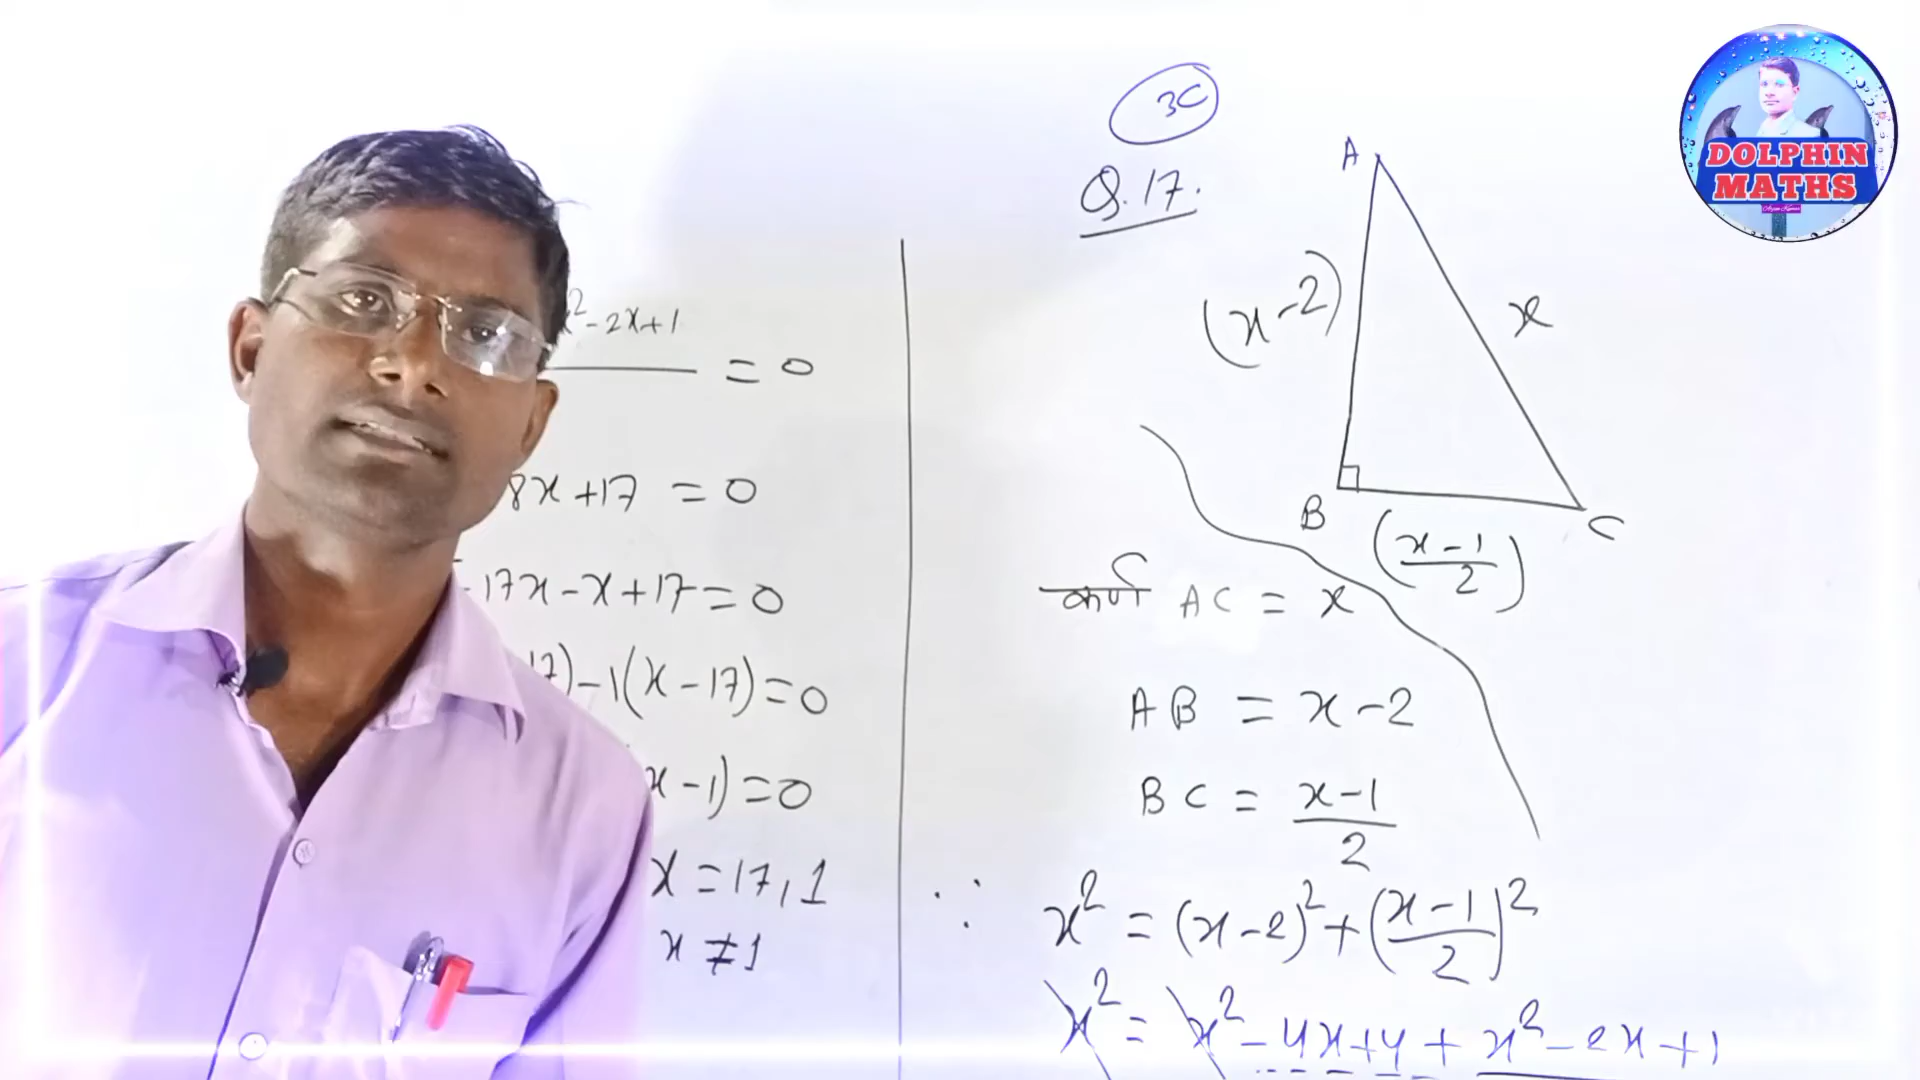 3C
Q.17.
A
(x-2)
x
B
C
(x-1/2)
कर्ण AC = x
AB = x-2
BC = x-1/2
∴ x² = (x-2)² + (x-1/2)²
x² = x² - 4x + 4 + x² - 2x + 1
x² - 2x + 1
= 0
8x + 17 = 0
- 17x - x + 17 = 0
17) - 1(x - 17) = 0
x - 1) = 0
x = 17, 1
x ≠ 1
DOLPHIN
MATHS